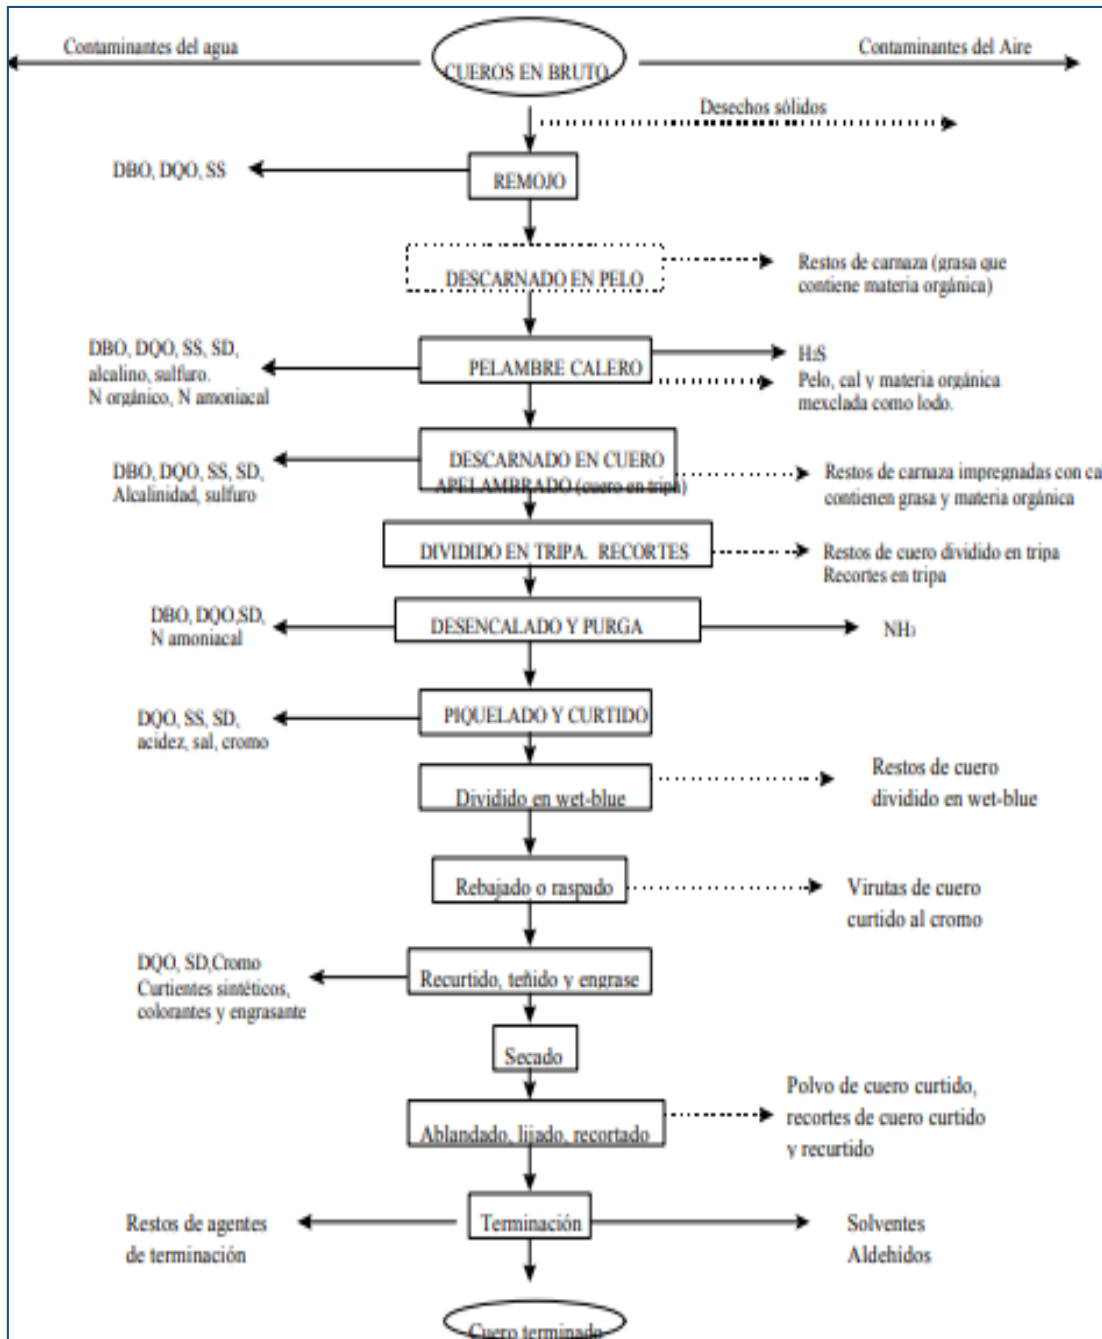 Contaminantes del agua
Contaminantes del Aire
CUEROS EN BRUTO
Desechos sólidos
DBO, DQO, SS
REMOJO
DESCARNADO EN PELO
Restos de carnaza (grasa que
contiene materia orgánica)
DBO, DQO, SS, SD,
alcalino, sulfuro.
N orgánico, N amoniacal
PELAMBRE CALERO
H₂S
Pelo, cal y materia orgánica
mexclada como lodo.
DBO, DQO, SS, SD,
Alcalinidad, sulfuro
DESCARNADO EN CUERO
APELAMBRADO (cuero en tripa)
Restos de carnaza impregnadas con cal
contienen grasa y materia orgánica
DIVIDIDO EN TRIPA. RECORTES
Restos de cuero dividido en tripa
Recortes en tripa
DBO, DQO,SD,
N amoniacal
DESENCALADO Y PURGA
NH₃
DQO, SS, SD,
acidez, sal, cromo
PIQUELADO Y CURTIDO
Dividido en wet-blue
Restos de cuero
dividido en wet-blue
Rebajado o raspado
Virutas de cuero
curtido al cromo
DQO, SD,Cromo
Curtientes sintéticos,
colorantes y engrasante
Recurtido, teñido y engrase
Secado
Ablandado, lijado, recortado
Polvo de cuero curtido,
recortes de cuero curtido
y recurtido
Restos de agentes
de terminación
Terminación
Solventes
Aldehidos
Cuero terminado